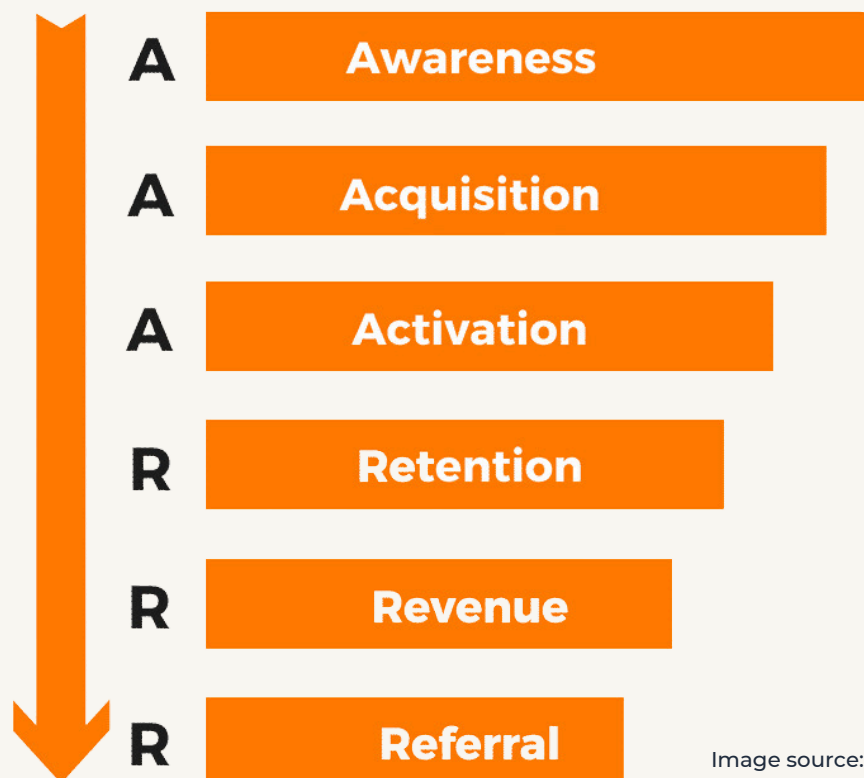 A Awareness
A Acquisition
A Activation
R Retention
R Revenue
R Referral
Image source: